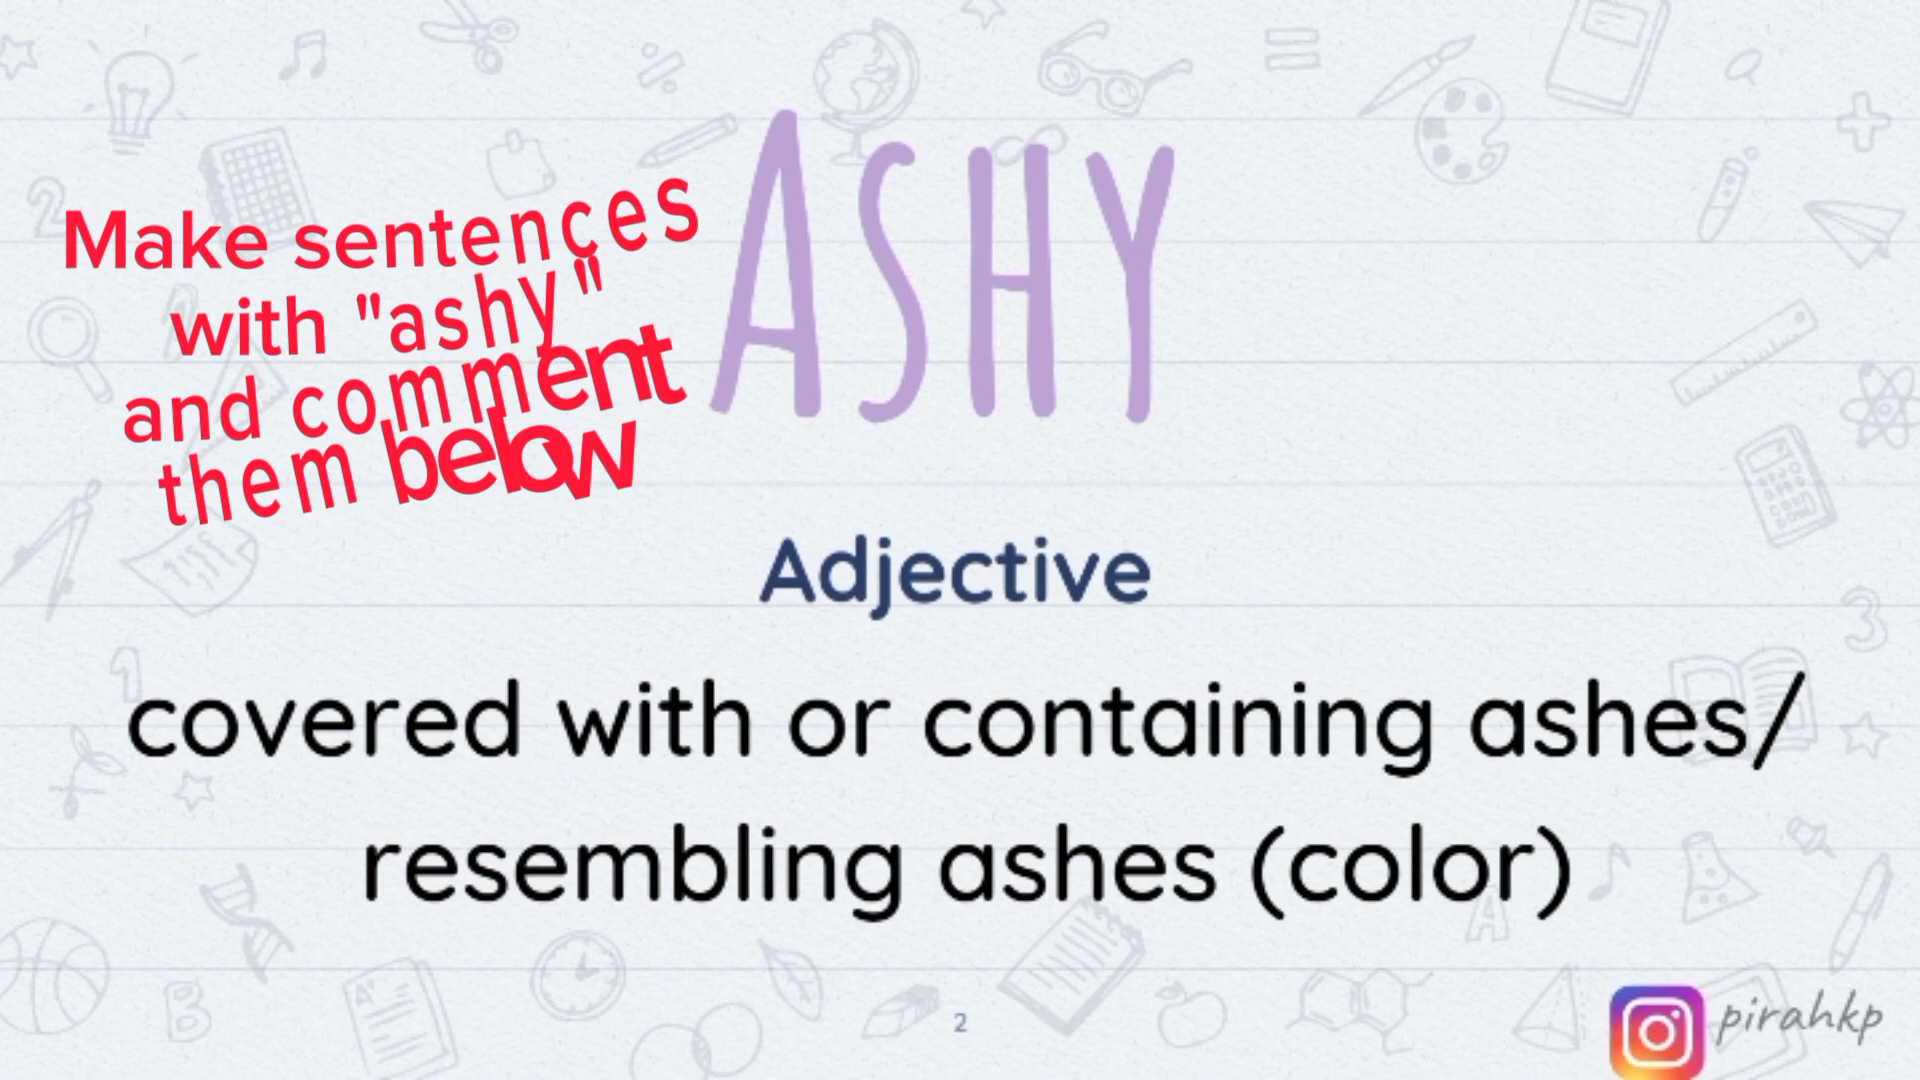 Make sentences
with "ashy"
and comment
them below
ASHY
Adjective
covered with or containing ashes/
resembling ashes (color)
2
pirahkp